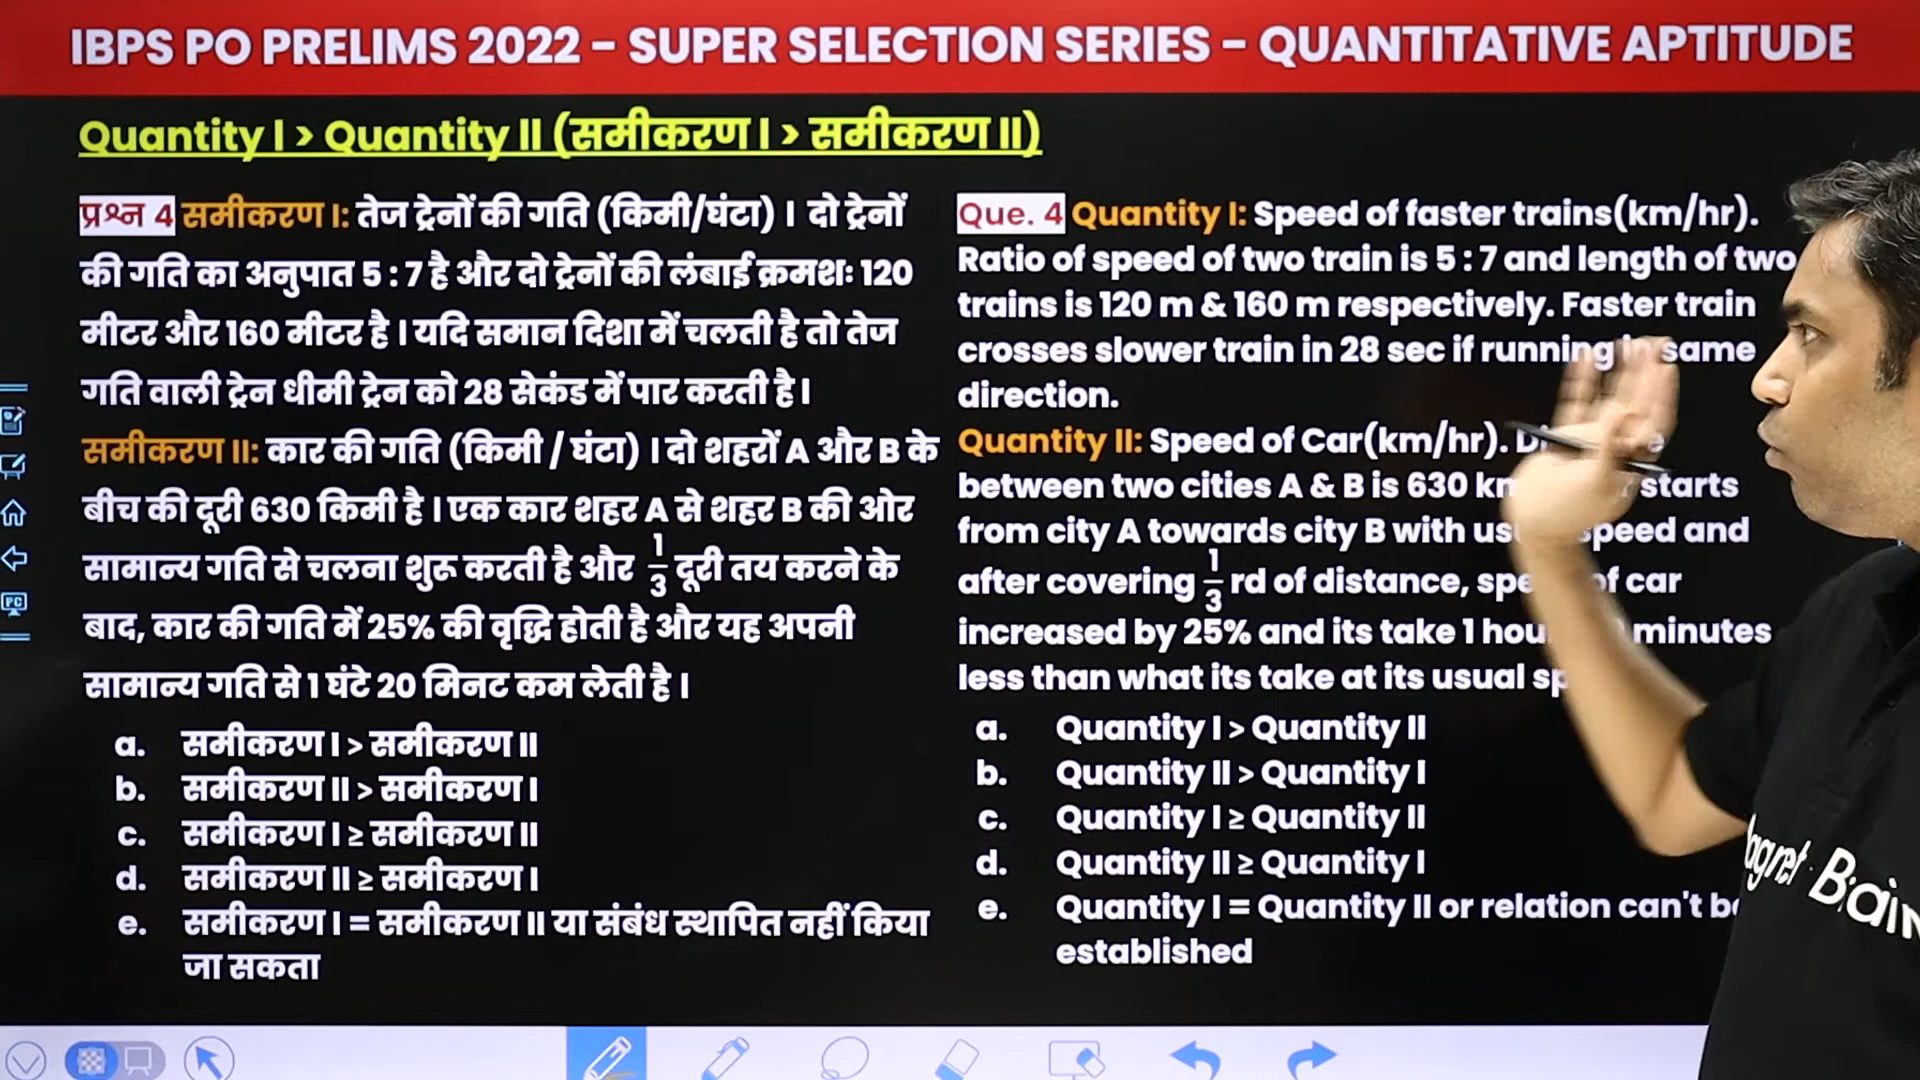 IBPS PO PRELIMS 2022 - SUPER SELECTION SERIES - QUANTITATIVE APTITUDE
Quantity I > Quantity II (समीकरण I > समीकरण II)
प्रश्न 4 समीकरण I: तेज ट्रेनों की गति (किमी/घंटा) । दो ट्रेनों
की गति का अनुपात 5 : 7 है और दो ट्रेनों की लंबाई क्रमशः 120
मीटर और 160 मीटर है । यदि समान दिशा में चलती है तो तेज
गति वाली ट्रेन धीमी ट्रेन को 28 सेकंड में पार करती है।
समीकरण II: कार की गति (किमी / घंटा) । दो शहरों A और B के
बीच की दूरी 630 किमी है । एक कार शहर A से शहर B की ओर
सामान्य गति से चलना शुरू करती है और 1/3 दूरी तय करने के
बाद, कार की गति में 25% की वृद्धि होती है और यह अपनी
सामान्य गति से 1 घंटे 20 मिनट कम लेती है ।
a. समीकरण I > समीकरण II
b. समीकरण II > समीकरण I
c. समीकरण I ≥ समीकरण II
d. समीकरण II ≥ समीकरण I
e. समीकरण I = समीकरण II या संबंध स्थापित नहीं किया
जा सकता
Que. 4 Quantity I: Speed of faster trains(km/hr).
Ratio of speed of two train is 5 : 7 and length of two
trains is 120 m & 160 m respectively. Faster train
crosses slower train in 28 sec if running in same
direction.
Quantity II: Speed of Car(km/hr).
between two cities A & B is 630 km starts
from city A towards city B with speed and
after covering 1/3 rd of distance, of car
increased by 25% and its take 1 minutes
less than what its take at its usual
a. Quantity I > Quantity II
b. Quantity II > Quantity I
c. Quantity I ≥ Quantity II
d. Quantity II ≥ Quantity I
e. Quantity I = Quantity II or relation can't
established
PC